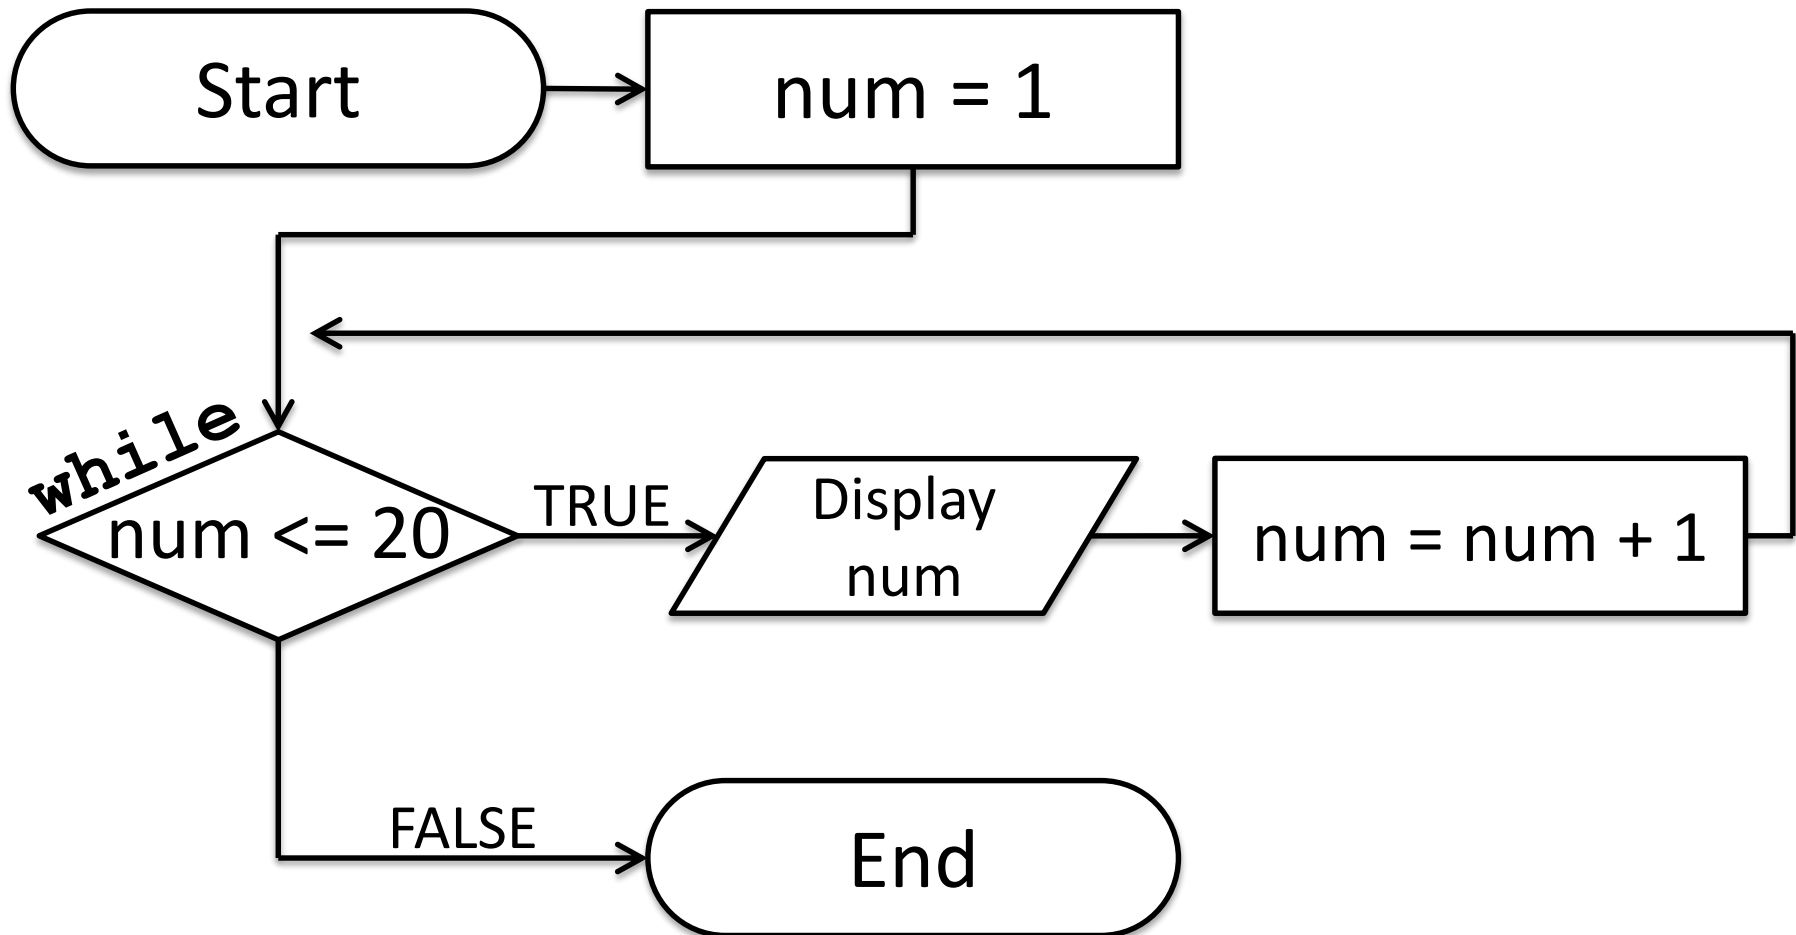 Start
num = 1
while
num <= 20
TRUE
Display
num
num = num + 1
FALSE
End